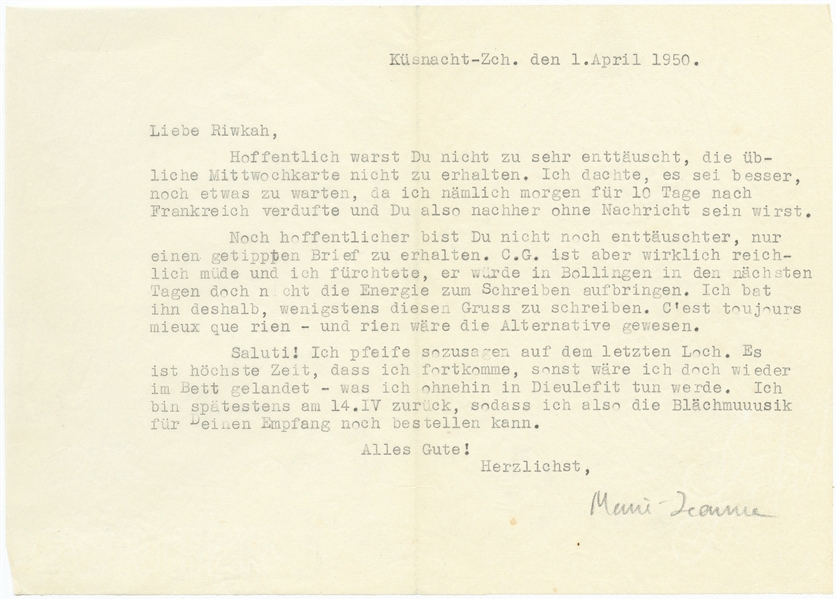 Küsnacht-Zch. den 1.April 1950.
Liebe Riwkah,
Hoffentlich warst Du nicht zu sehr enttäuscht, die üb-
liche Mittwochkarte nicht zu erhalten. Ich dachte, es sei besser,
noch etwas zu warten, da ich nämlich morgen für 10 Tage nach
Frankreich verdufte und Du also nachher ohne Nachricht sein wirst.
Noch hoffentlicher bist Du nicht noch enttäuschter, nur
einen getippten Brief zu erhalten. C.G. ist aber wirklich reich-
lich müde und ich fürchtete, er würde in Bollingen in den nächsten
Tagen doch nicht die Energie zum Schreiben aufbringen. Ich bat
ihn deshalb, wenigstens diesen Gruss zu schreiben. C'est toujours
mieux que rien - und rien wäre die Alternative gewesen.
Saluti! Ich pfeife sozusagen auf dem letzten Loch. Es
ist höchste Zeit, dass ich fortkomme, sonst wäre ich doch wieder
im Bett gelandet - was ich ohnehin in Dieulefit tun werde. Ich
bin spätestens am 14.IV zurück, sodass ich also die Blächmuuusik
für Deinen Empfang noch bestellen kann.
Alles Gute!
Herzlichst,
Marie-Jeanne